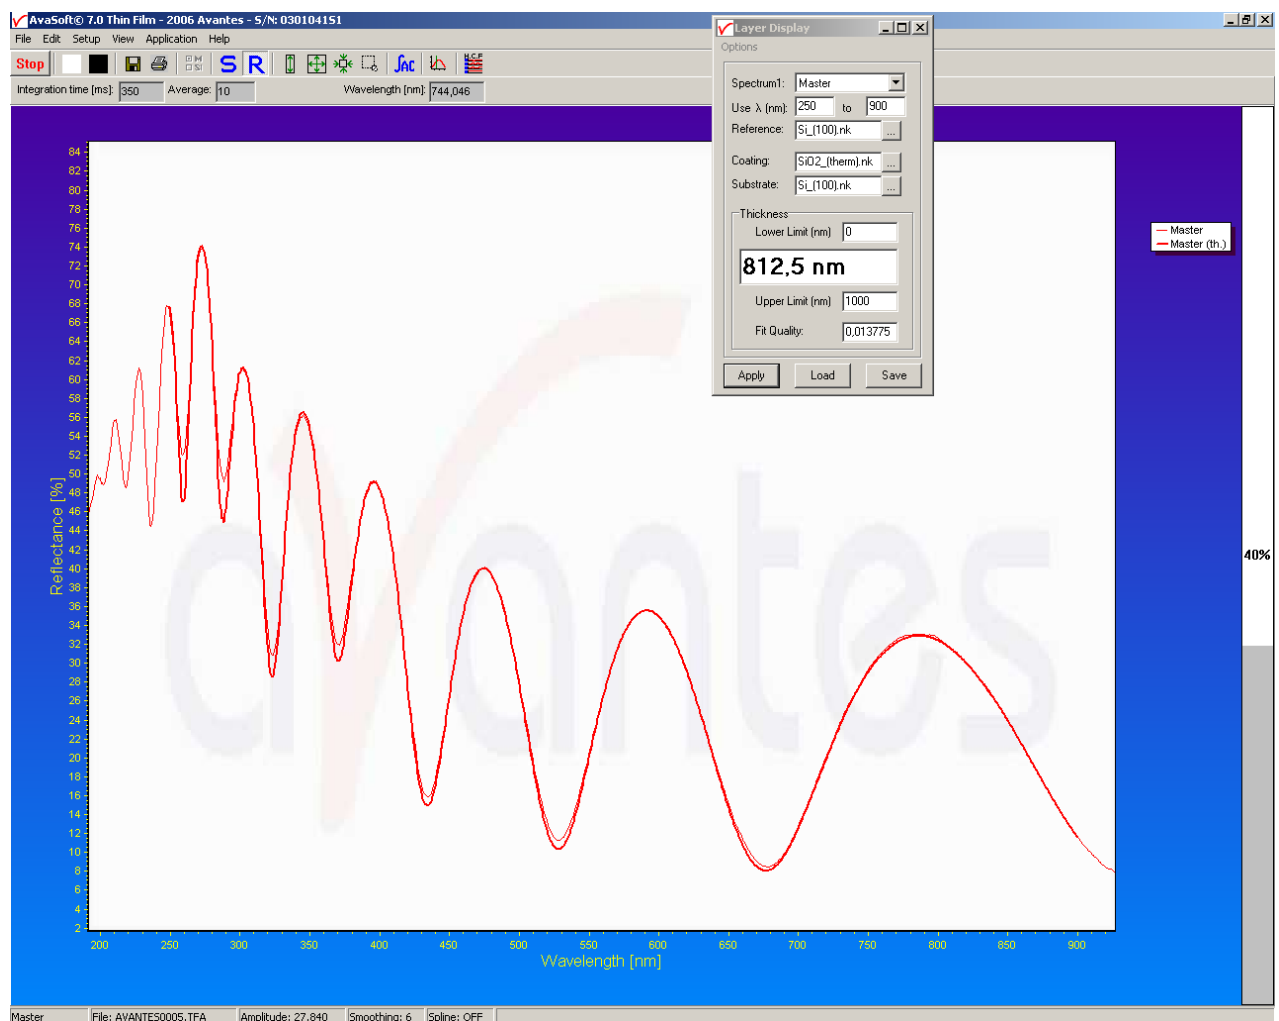 AvaSoft© 7.0 Thin Film - 2006 Avantes - S/N: 0301041S1
File Edit Setup View Application Help
Stop S R ∫AC H.C.F
Integration time [ms]: 350 Average: 10 Wavelength [nm]: 744,046
Layer Display
Options
Spectrum1: Master
Use λ (nm): 250 to 900
Reference: Si_(100).nk ...
Coating: SiO2_(therm).nk ...
Substrate: Si_(100).nk ...
Thickness
Lower Limit (nm) 0
812,5 nm
Upper Limit (nm) 1000
Fit Quality: 0,013775
Apply Load Save
Master
Master (th.)
40%
84
82
80
78
76
74
72
70
68
66
64
62
60
58
56
54
52
50
48
46
44
42
40
38
36
34
32
30
28
26
24
22
20
18
16
14
12
10
8
6
4
2
Reflectance [%]
avantes
200 250 300 350 400 450 500 550 600 650 700 750 800 850 900
Wavelength [nm]
Master File: AVANTES0005.TFA Amplitude: 27.840 Smoothing: 6 Spline: OFF